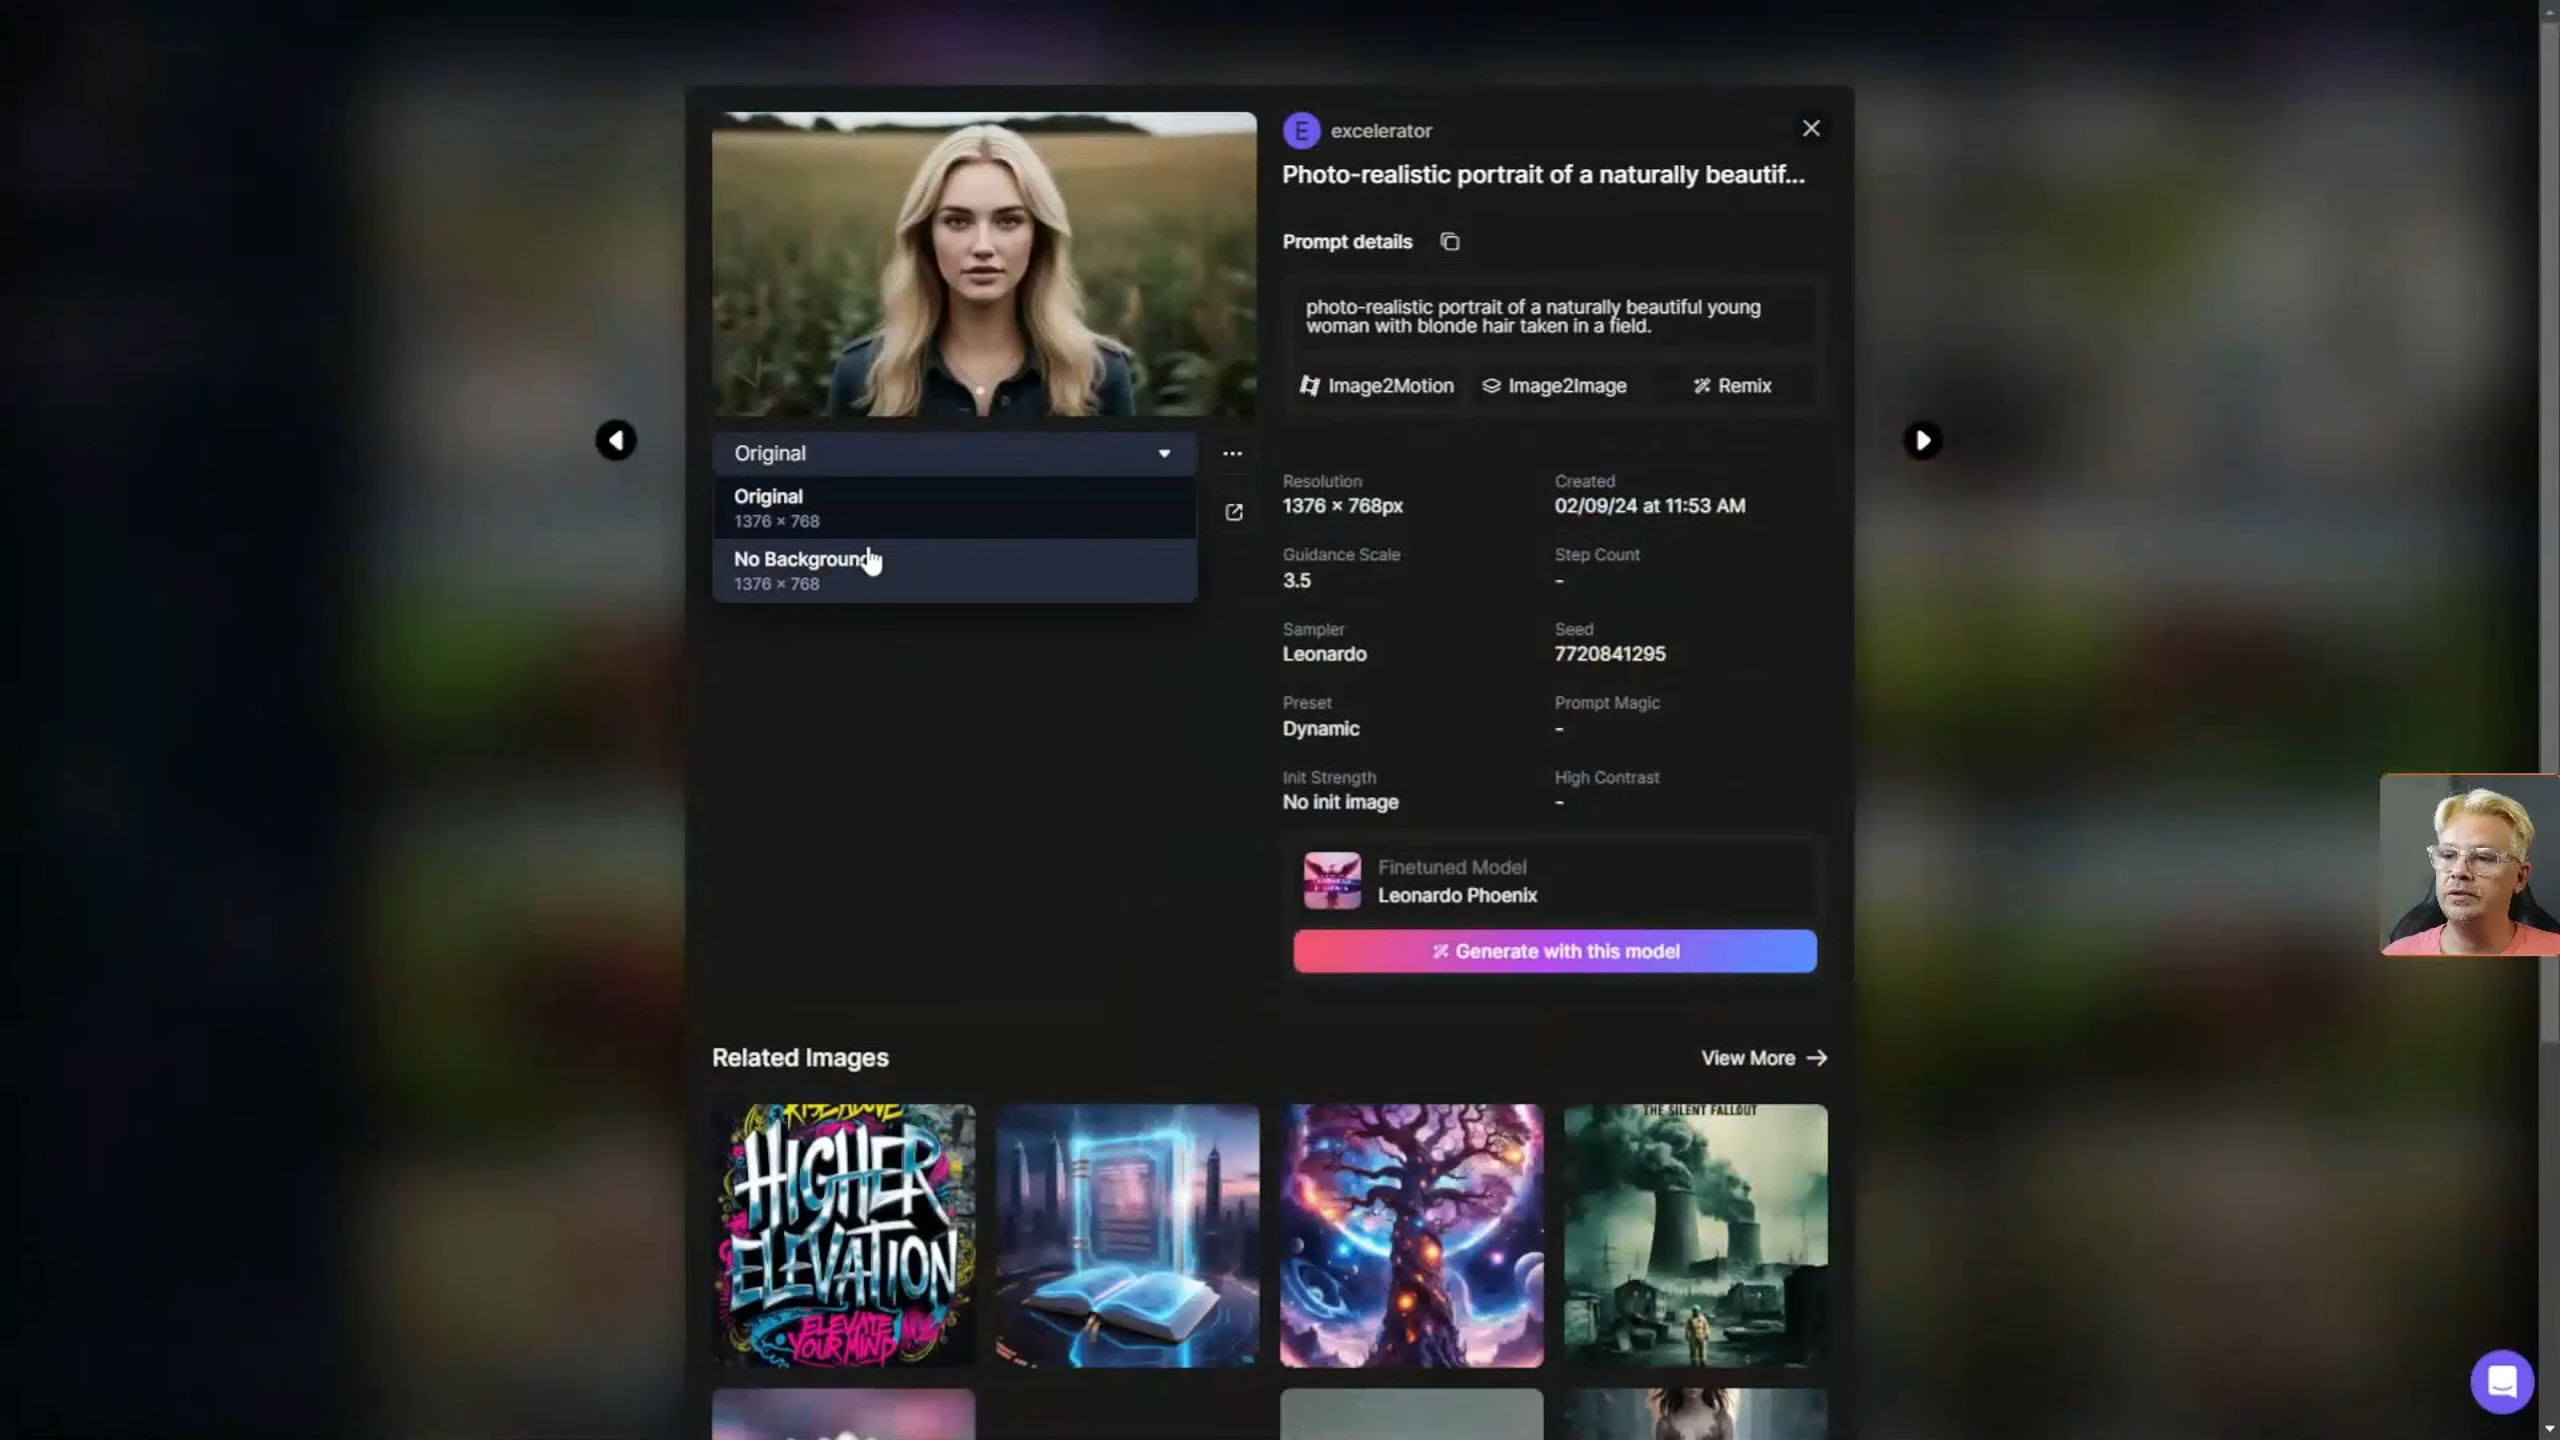 E excelerator
Photo-realistic portrait of a naturally beautif...
Prompt details
photo-realistic portrait of a naturally beautiful young
woman with blonde hair taken in a field.
Image2Motion Image2Image Remix
Original
Original
1376 × 768
No Background
1376 × 768
Resolution
1376 × 768px
Created
02/09/24 at 11:53 AM
Guidance Scale
3.5
Step Count
-
Sampler
Leonardo
Seed
7720841295
Preset
Dynamic
Prompt Magic
-
Init Strength
No init image
High Contrast
-
Finetuned Model
Leonardo Phoenix
Generate with this model
Related Images
View More
RISE ABOVE
HIGHER
ELEVATION
ELEVATE
YOUR MIND
THE SILENT FALLOUT